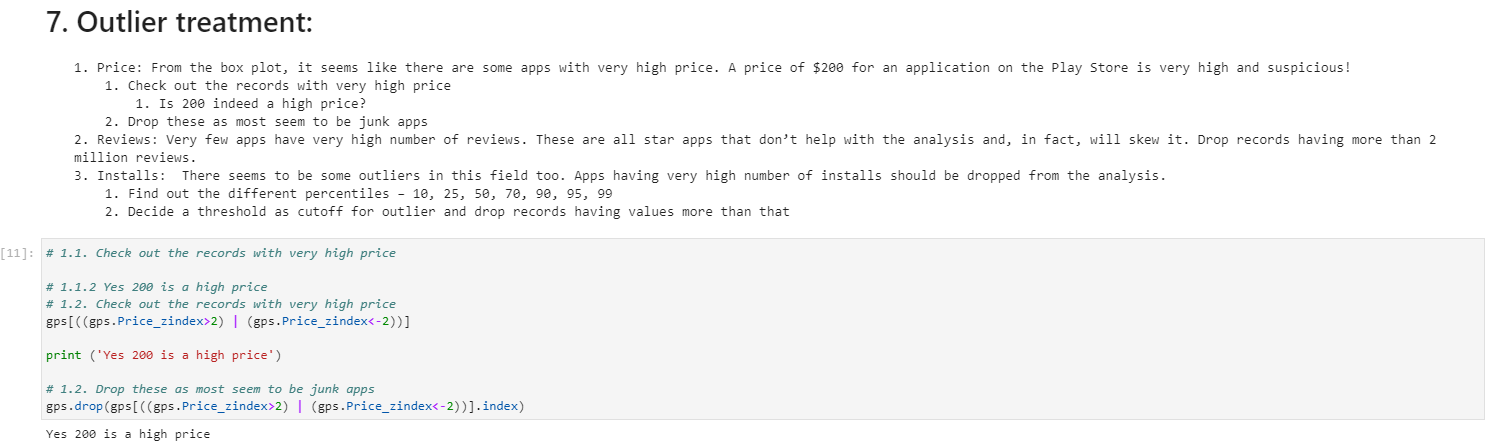 7. Outlier treatment:
1. Price: From the box plot, it seems like there are some apps with very high price. A price of $200 for an application on the Play Store is very high and suspicious!
1. Check out the records with very high price
1. Is 200 indeed a high price?
2. Drop these as most seem to be junk apps
2. Reviews: Very few apps have very high number of reviews. These are all star apps that don’t help with the analysis and, in fact, will skew it. Drop records having more than 2
million reviews.
3. Installs:  There seems to be some outliers in this field too. Apps having very high number of installs should be dropped from the analysis.
1. Find out the different percentiles – 10, 25, 50, 70, 90, 95, 99
2. Decide a threshold as cutoff for outlier and drop records having values more than that
[11]: # 1.1. Check out the records with very high price
# 1.1.2 Yes 200 is a high price
# 1.2. Check out the records with very high price
gps[((gps.Price_zindex>2) | (gps.Price_zindex<-2))]
print ('Yes 200 is a high price')
# 1.2. Drop these as most seem to be junk apps
gps.drop(gps[((gps.Price_zindex>2) | (gps.Price_zindex<-2))].index)
Yes 200 is a high price